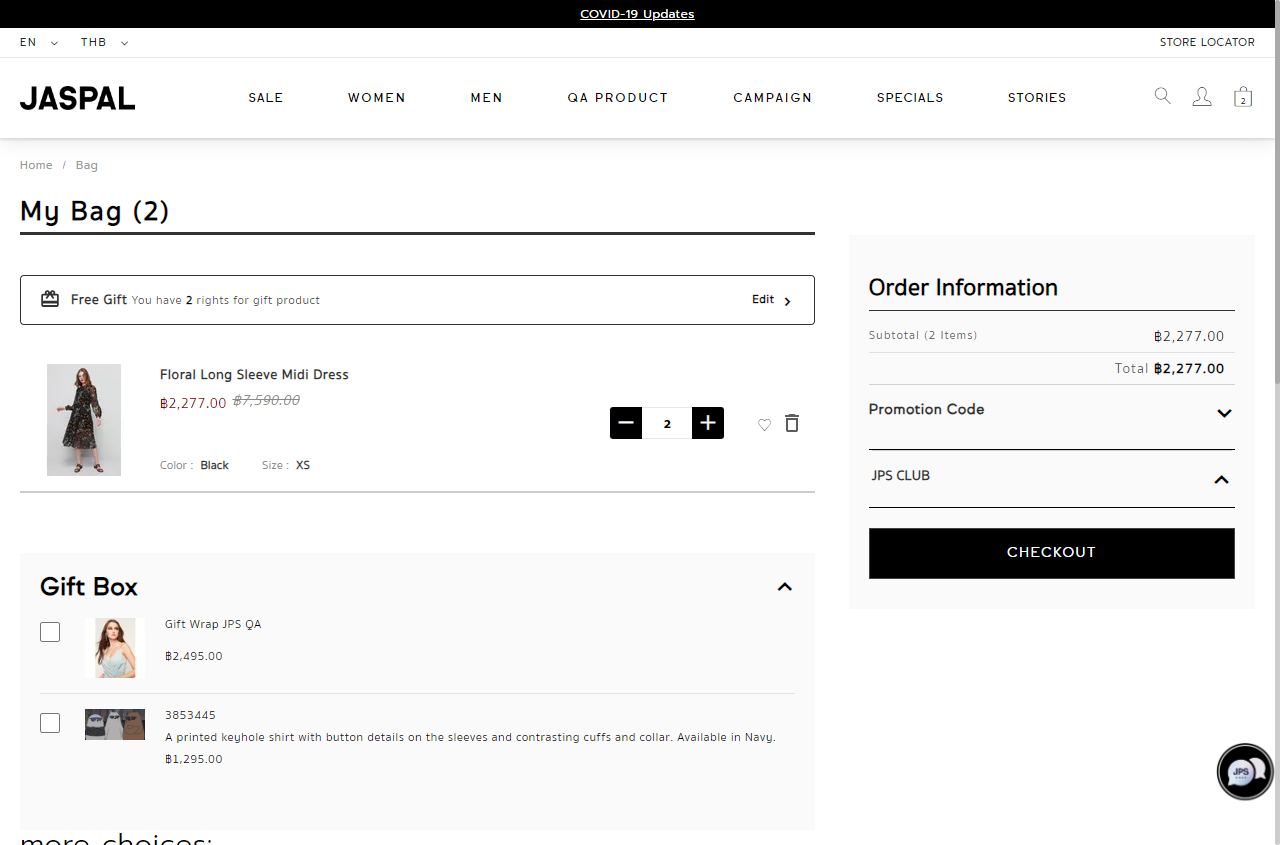 COVID-19 Updates
EN THB STORE LOCATOR
JASPAL SALE WOMEN MEN QA PRODUCT CAMPAIGN SPECIALS STORIES 2
Home / Bag
My Bag (2)
Free Gift You have 2 rights for gift product Edit
Floral Long Sleeve Midi Dress
฿2,277.00 ฿7,590.00
2
Color : Black Size : XS
Gift Box
Gift Wrap JPS QA
฿2,495.00
3853445
A printed keyhole shirt with button details on the sleeves and contrasting cuffs and collar. Available in Navy.
฿1,295.00
more choices:
Order Information
Subtotal (2 Items) ฿2,277.00
Total ฿2,277.00
Promotion Code
JPS CLUB
CHECKOUT
JPS